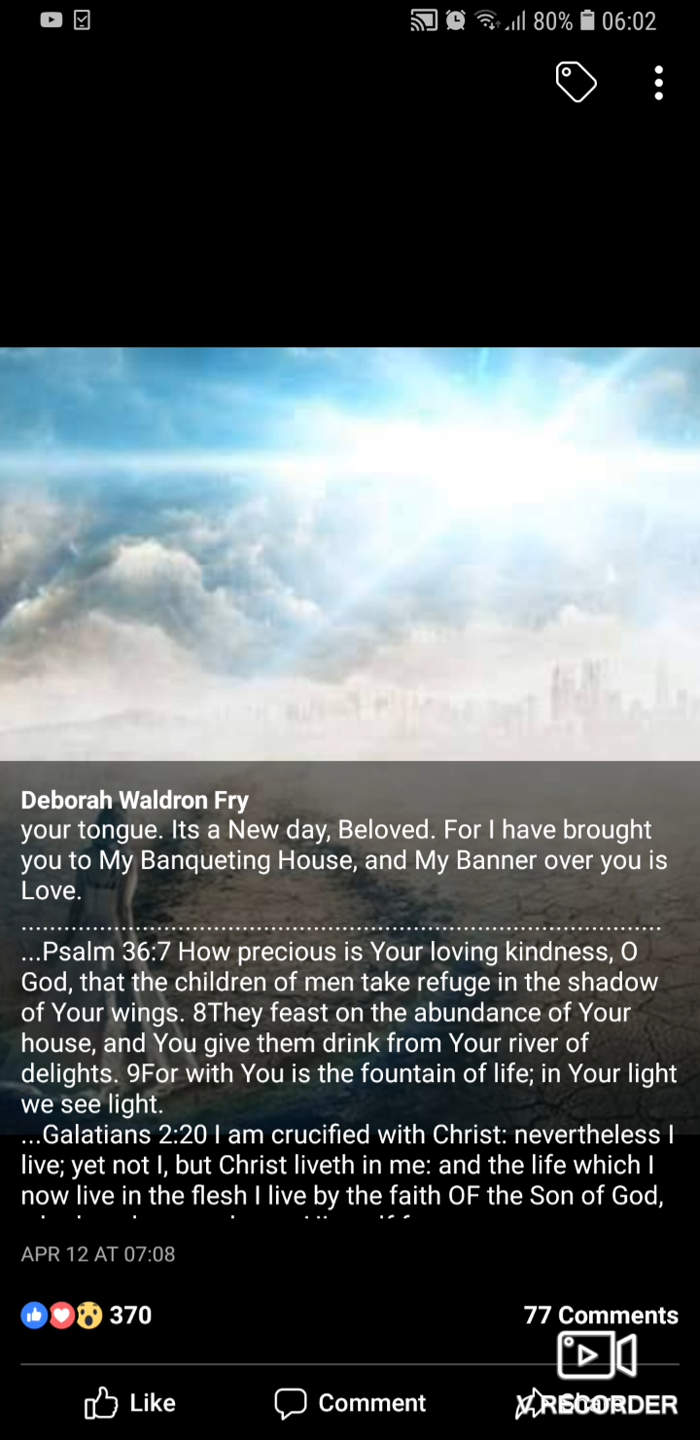 80% 06:02
Deborah Waldron Fry
your tongue. Its a New day, Beloved. For I have brought
you to My Banqueting House, and My Banner over you is
Love.
.....................................................................................
...Psalm 36:7 How precious is Your loving kindness, O
God, that the children of men take refuge in the shadow
of Your wings. 8They feast on the abundance of Your
house, and You give them drink from Your river of
delights. 9For with You is the fountain of life; in Your light
we see light.
...Galatians 2:20 I am crucified with Christ: nevertheless I
live; yet not I, but Christ liveth in me: and the life which I
now live in the flesh I live by the faith OF the Son of God,
APR 12 AT 07:08
370 77 Comments
Like Comment Share
V.RECORDER